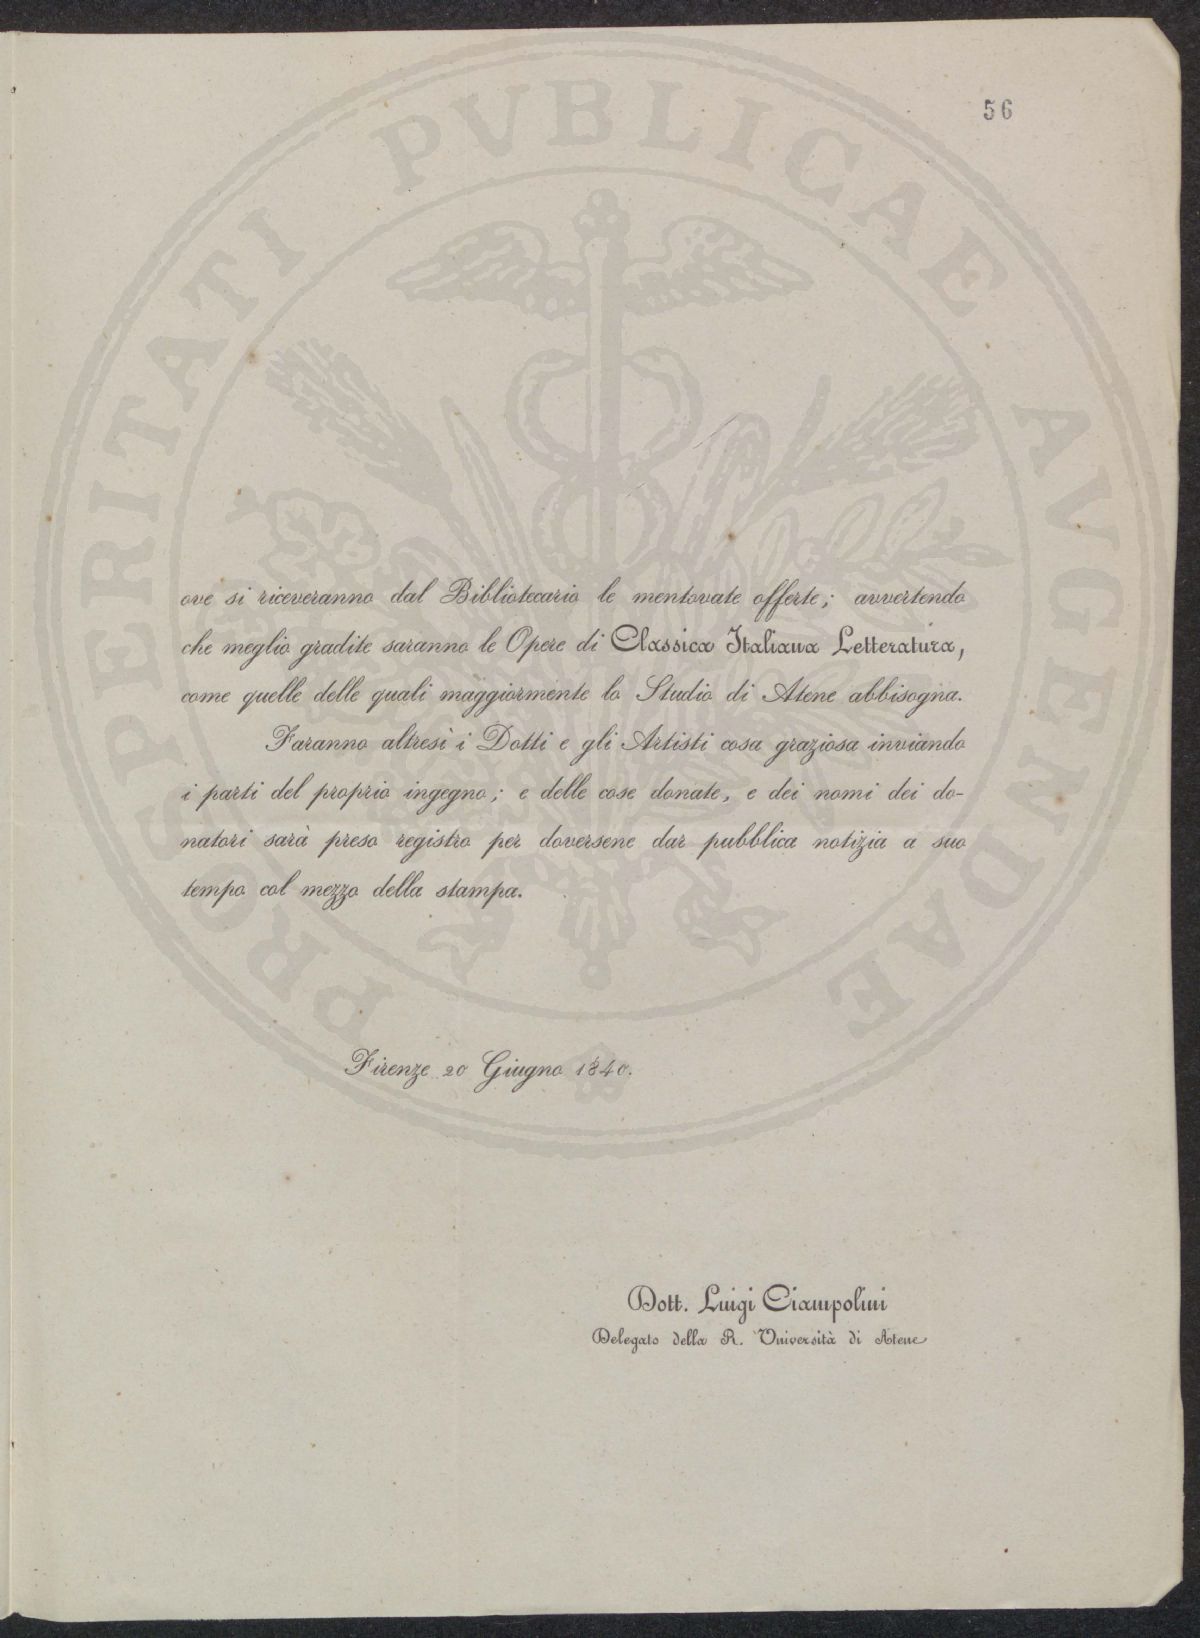 56
PROSPERITATI PVBLICAE AVGENDAE
ove si riceveranno dal Bibliotecario le mentovate offerte; avvertendo
che meglio gradite saranno le Opere di Classica Italiana Letteratura,
come quelle delle quali maggiormente lo Studio di Atene abbisogna.
Faranno altresì i Dotti e gli Artisti cosa graziosa inviando
i parti del proprio ingegno; e delle cose donate, e dei nomi dei do-
natori sarà preso registro per doversene dar pubblica notizia a suo
tempo col mezzo della stampa.
Firenze 20 Giugno 1840.
Dott. Luigi Ciampolini
Delegato della R. Università di Atene